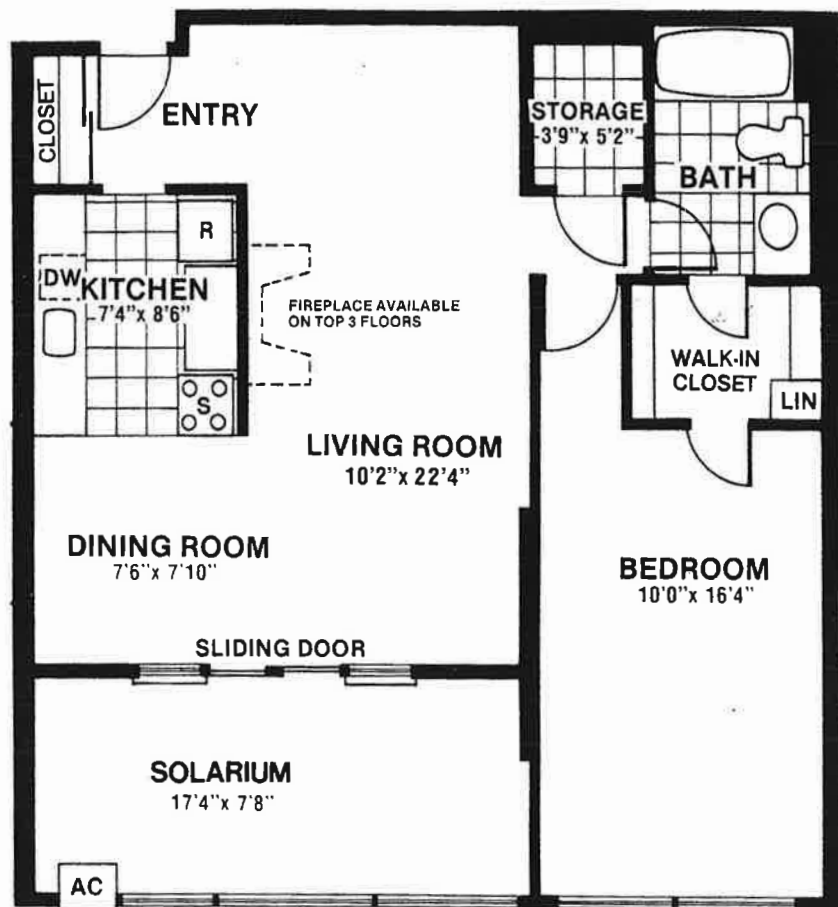 CLOSET
ENTRY
STORAGE
3'9"x 5'2"
BATH
R
DW
KITCHEN
7'4"x 8'6"
FIREPLACE AVAILABLE
ON TOP 3 FLOORS
WALK-IN
CLOSET
LIN
S
LIVING ROOM
10'2"x 22'4"
DINING ROOM
7'6"x 7'10"
BEDROOM
10'0"x 16'4"
SLIDING DOOR
SOLARIUM
17'4"x 7'8"
AC